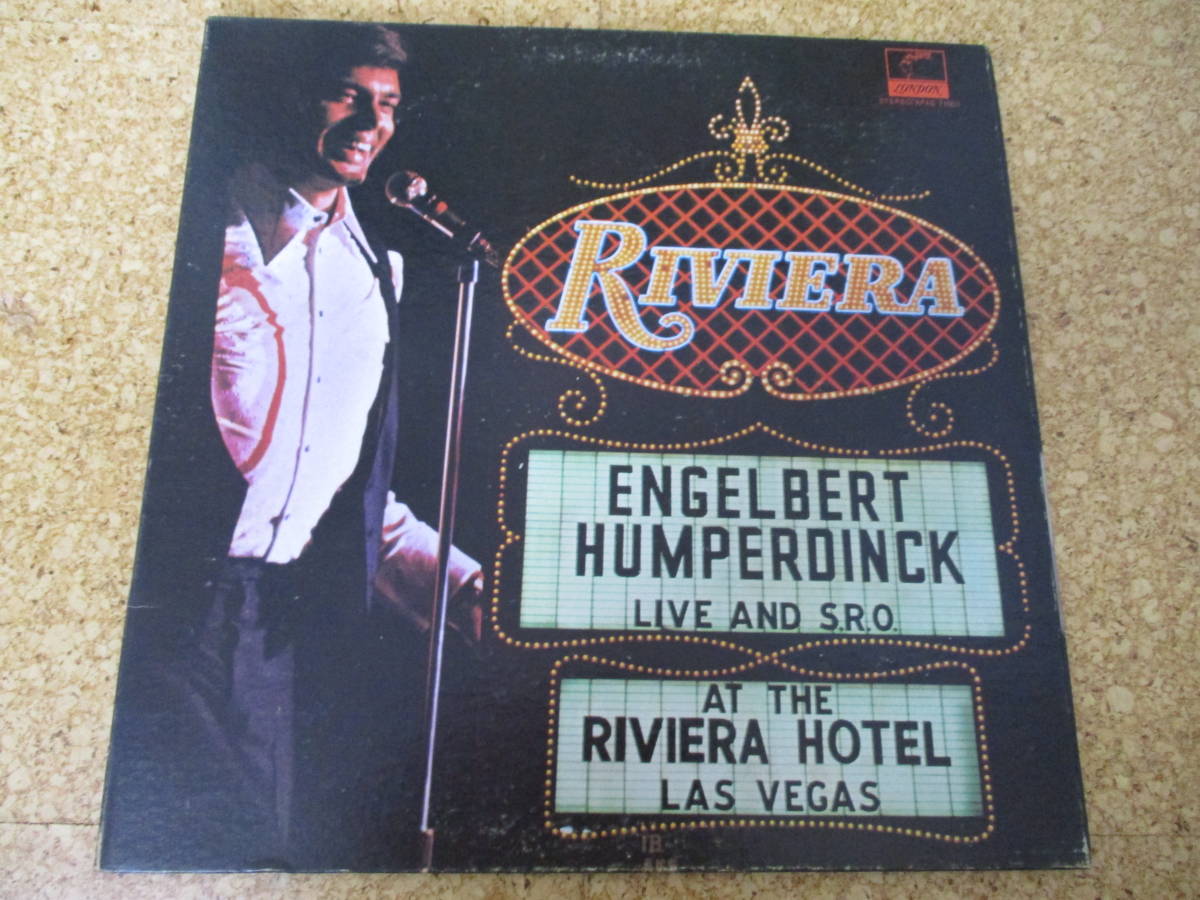 LONDON
RIVIERA
ENGELBERT
HUMPERDINCK
LIVE AND S.R.O.
AT THE
RIVIERA HOTEL
LAS VEGAS